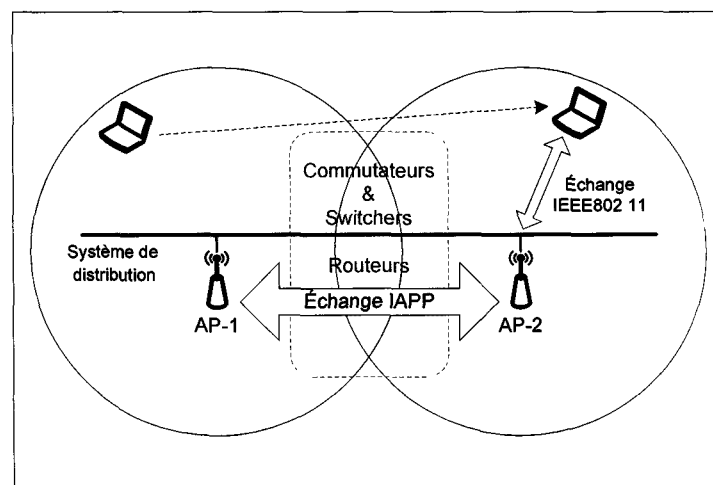 Commutateurs
&
Switchers
Échange
IEEE802 11
Système de
distribution
Routeurs
Échange IAPP
AP-1
AP-2